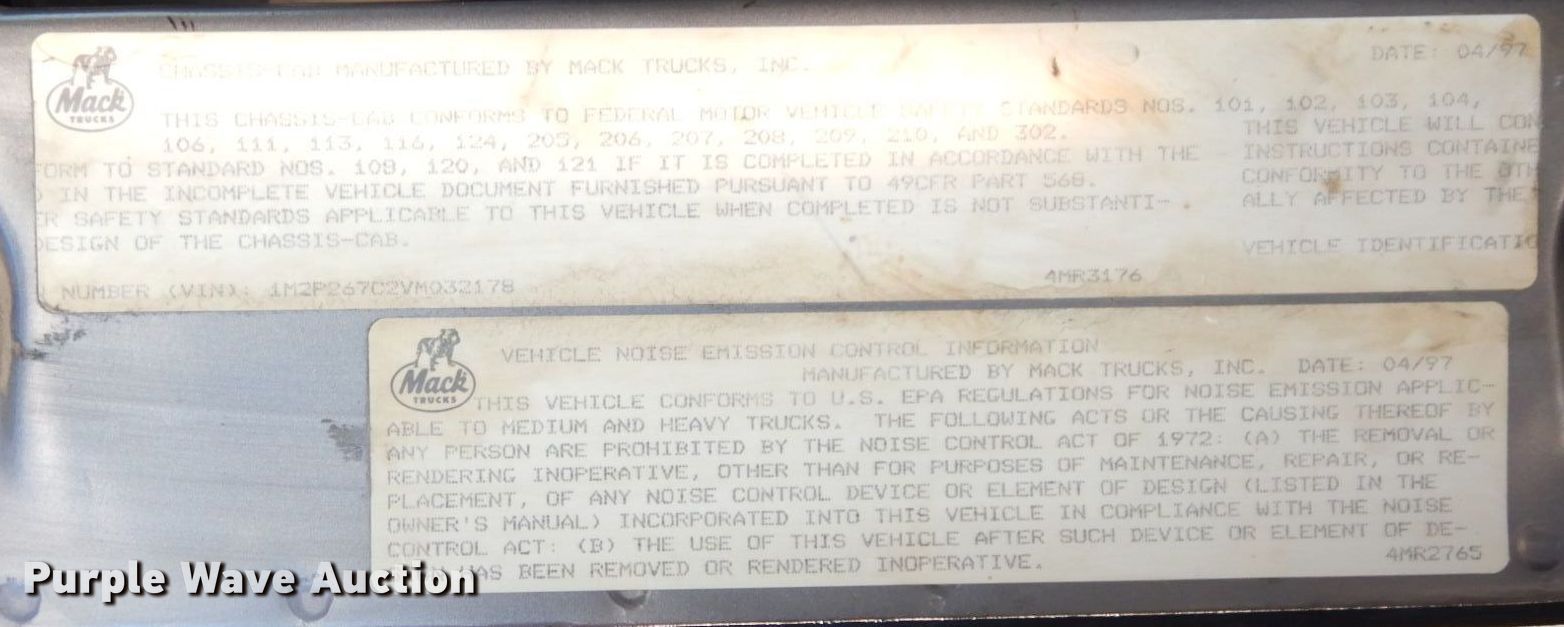 Mack
TRUCKS
CHASSIS-CAB MANUFACTURED BY MACK TRUCKS, INC.
DATE: 04/97
THIS CHASSIS-CAB CONFORMS TO FEDERAL MOTOR VEHICLE SAFETY STANDARDS NOS. 101, 102, 103, 104,
106, 111, 113, 116, 124, 205, 206, 207, 208, 209, 210, AND 302. THIS VEHICLE WILL CON
FORM TO STANDARD NOS. 108, 120, AND 121 IF IT IS COMPLETED IN ACCORDANCE WITH THE INSTRUCTIONS CONTAINE
D IN THE INCOMPLETE VEHICLE DOCUMENT FURNISHED PURSUANT TO 49CFR PART 568. CONFORMITY TO THE OTH
ER SAFETY STANDARDS APPLICABLE TO THIS VEHICLE WHEN COMPLETED IS NOT SUBSTANTI- ALLY AFFECTED BY THE
DESIGN OF THE CHASSIS-CAB.
VEHICLE IDENTIFICATIO
N NUMBER (VIN): 1M2P267C2VM032178
4MR3176
Mack
TRUCKS
VEHICLE NOISE EMISSION CONTROL INFORMATION
MANUFACTURED BY MACK TRUCKS, INC. DATE: 04/97
THIS VEHICLE CONFORMS TO U.S. EPA REGULATIONS FOR NOISE EMISSION APPLIC-
ABLE TO MEDIUM AND HEAVY TRUCKS. THE FOLLOWING ACTS OR THE CAUSING THEREOF BY
ANY PERSON ARE PROHIBITED BY THE NOISE CONTROL ACT OF 1972: (A) THE REMOVAL OR
RENDERING INOPERATIVE, OTHER THAN FOR PURPOSES OF MAINTENANCE, REPAIR, OR RE-
PLACEMENT, OF ANY NOISE CONTROL DEVICE OR ELEMENT OF DESIGN (LISTED IN THE
OWNER'S MANUAL) INCORPORATED INTO THIS VEHICLE IN COMPLIANCE WITH THE NOISE
CONTROL ACT: (B) THE USE OF THIS VEHICLE AFTER SUCH DEVICE OR ELEMENT OF DE-
HAS BEEN REMOVED OR RENDERED INOPERATIVE.
4MR2765
Purple Wave Auction